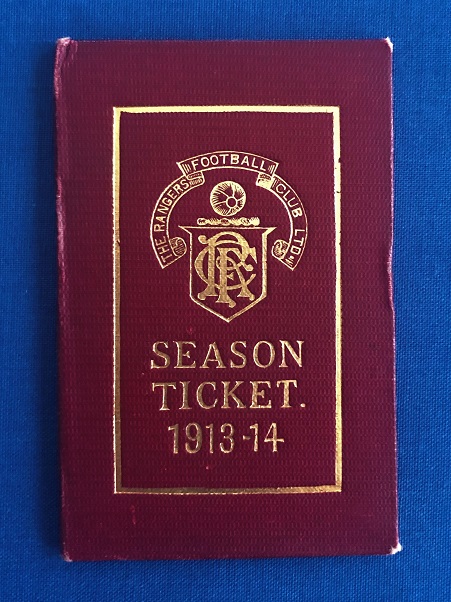 THE RANGERS FOOTBALL CLUB LTD.
RFC
SEASON
TICKET.
1913-14